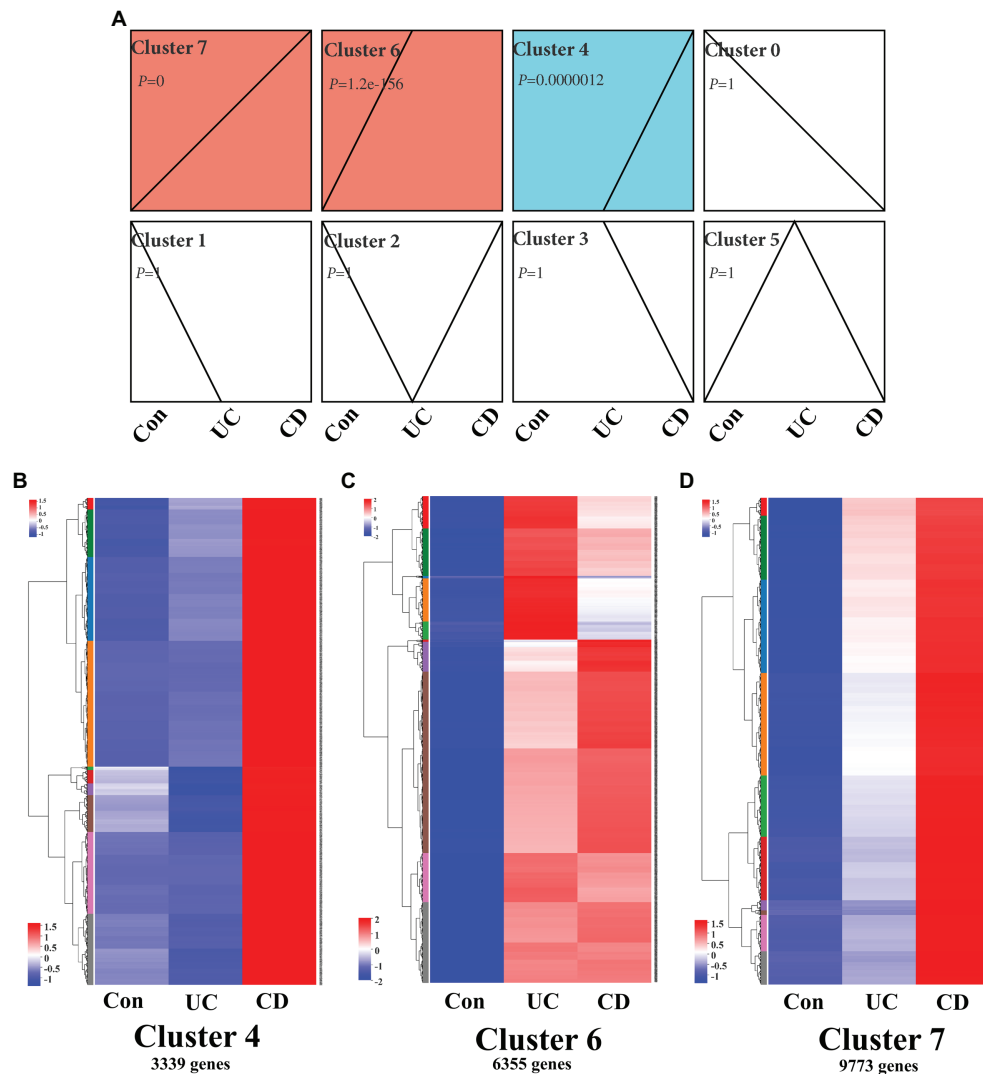 A
Cluster 7
P=0
Cluster 6
P=1.2e-156
Cluster 4
P=0.0000012
Cluster 0
P=1
Cluster 1
P=1
Cluster 2
P=1
Cluster 3
P=1
Cluster 5
P=1
Con UC CD Con UC CD Con UC CD Con UC CD
B
1.5
1
0.5
0
-0.5
-1
1.5
1
0.5
0
-0.5
-1
Con UC CD
Cluster 4
3339 genes
C
2
1
0
-1
-2
2
1
0
-1
-2
Con UC CD
Cluster 6
6355 genes
D
1.5
1
0.5
0
-0.5
-1
1.5
1
0.5
0
-0.5
-1
Con UC CD
Cluster 7
9773 genes